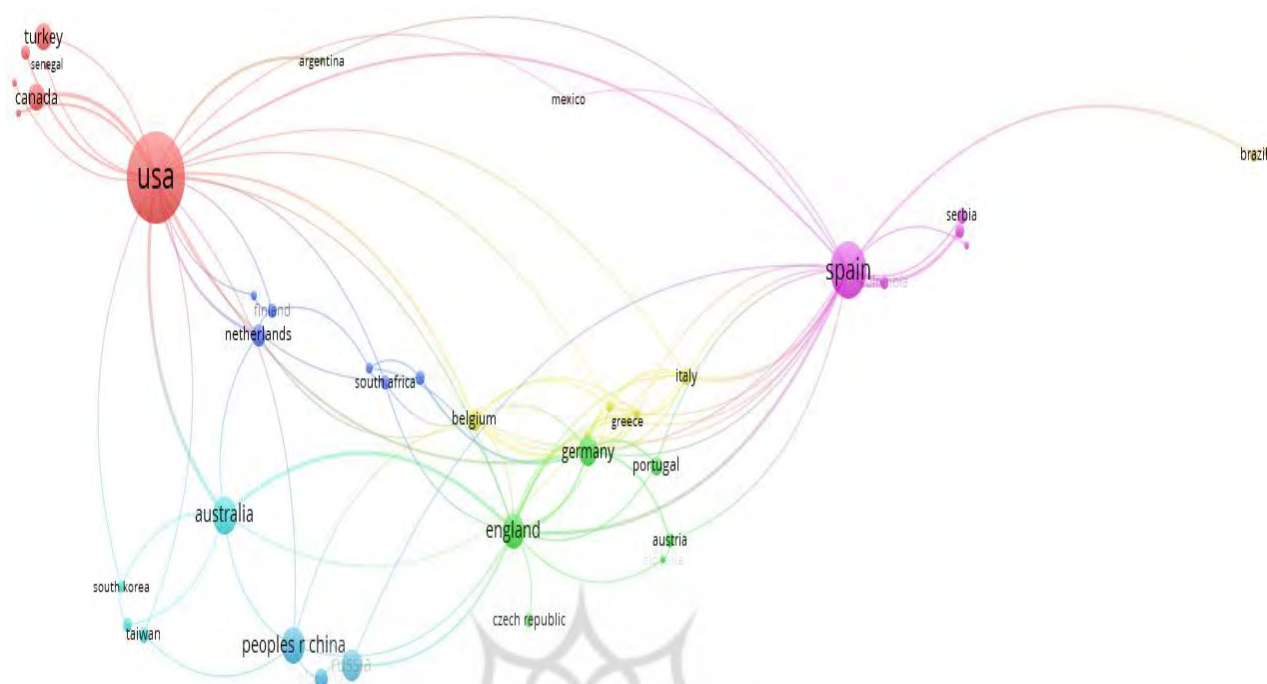 turkey
senegal
canada
argentina
mexico
usa
brazil
serbia
spain
finland
netherlands
south africa
italy
belgium
greece
germany
portugal
australia
england
austria
south korea
czech republic
taiwan
peoples r china
russia